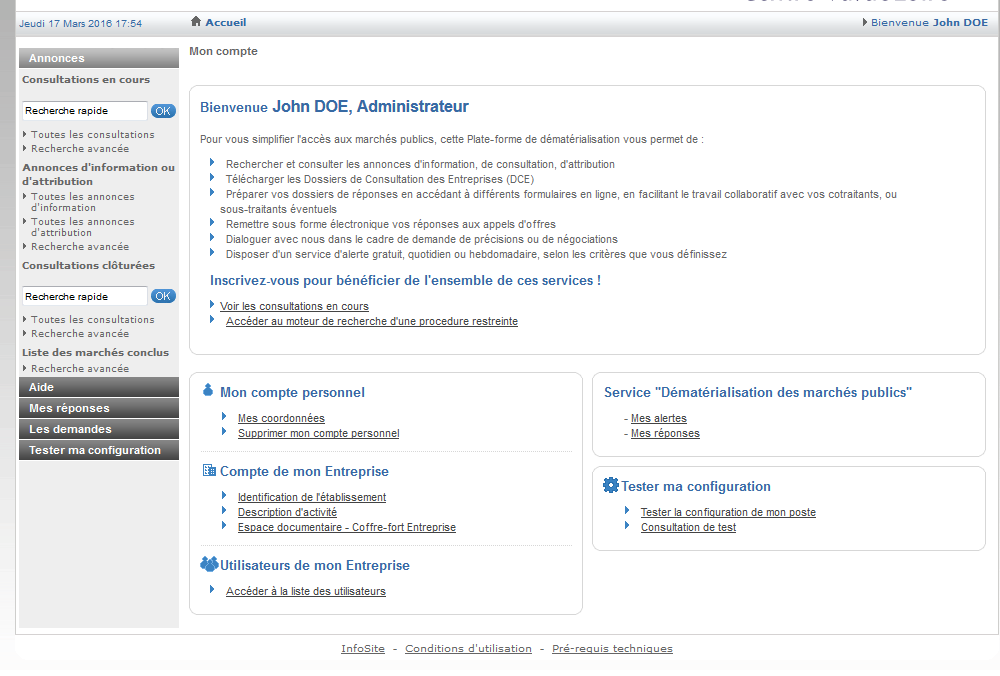 Jeudi 17 Mars 2016 17:54
Accueil
Bienvenue John DOE
Annonces
Consultations en cours
Recherche rapide
OK
Toutes les consultations
Recherche avancée
Annonces d'information ou
d'attribution
Toutes les annonces
d'information
Toutes les annonces
d'attribution
Recherche avancée
Consultations clôturées
Recherche rapide
OK
Toutes les consultations
Recherche avancée
Liste des marchés conclus
Recherche avancée
Aide
Mes réponses
Les demandes
Tester ma configuration
Mon compte
Bienvenue John DOE, Administrateur
Pour vous simplifier l'accès aux marchés publics, cette Plate-forme de dématérialisation vous permet de :
Rechercher et consulter les annonces d'information, de consultation, d'attribution
Télécharger les Dossiers de Consultation des Entreprises (DCE)
Préparer vos dossiers de réponses en accédant à différents formulaires en ligne, en facilitant le travail collaboratif avec vos cotraitants, ou
sous-traitants éventuels
Remettre sous forme électronique vos réponses aux appels d'offres
Dialoguer avec nous dans le cadre de demande de précisions ou de négociations
Disposer d'un service d'alerte gratuit, quotidien ou hebdomadaire, selon les critères que vous définissez
Inscrivez-vous pour bénéficier de l'ensemble de ces services !
Voir les consultations en cours
Accéder au moteur de recherche d'une procedure restreinte
Mon compte personnel
Mes coordonnées
Supprimer mon compte personnel
Compte de mon Entreprise
Identification de l'établissement
Description d'activité
Espace documentaire - Coffre-fort Entreprise
Utilisateurs de mon Entreprise
Accéder à la liste des utilisateurs
Service "Dématérialisation des marchés publics"
- Mes alertes
- Mes réponses
Tester ma configuration
Tester la configuration de mon poste
Consultation de test
InfoSite - Conditions d'utilisation - Pré-requis techniques